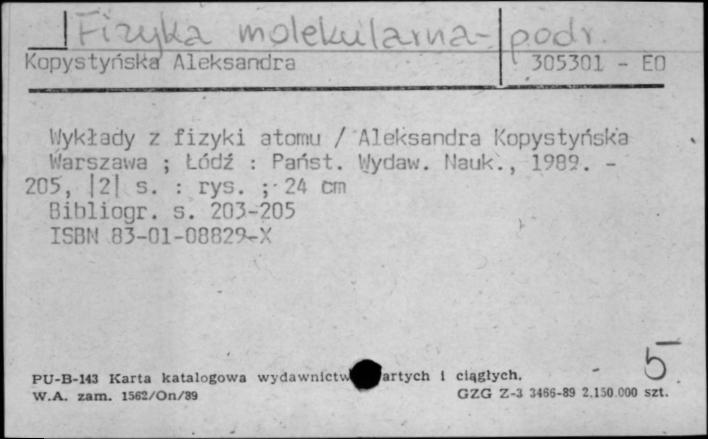 Fizyka molekularna - podr.
Kopystyńska Aleksandra 305301 - EO
Wykłady z fizyki atomu / Aleksandra Kopystyńska
Warszawa ; Łódź : Państ. Wydaw. Nauk., 1989. -
205, |2| s. : rys. ; 24 cm
Bibliogr. s. 203-205
ISBN 83-01-08829-X
5
PU-B-143 Karta katalogowa wydawnictw artych i ciągłych.
W.A. zam. 1562/On/89 GZG Z-3 3466-89 2.150.000 szt.